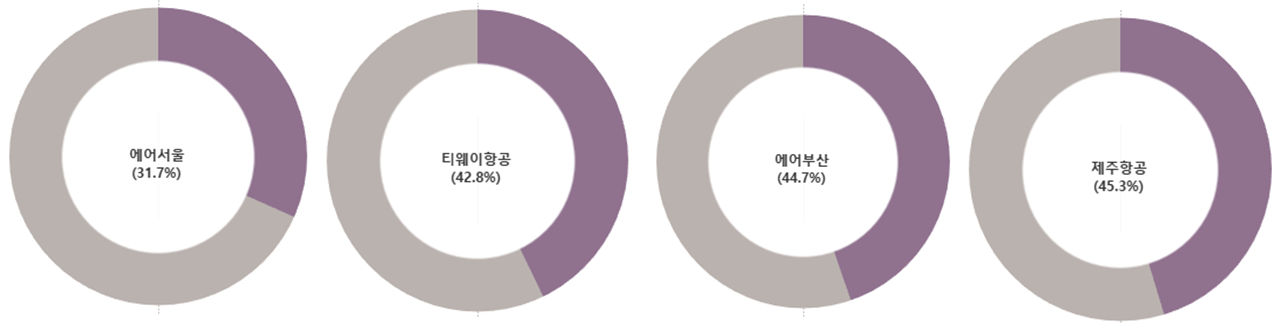 에어서울
(31.7%)
티웨이항공
(42.8%)
에어부산
(44.7%)
제주항공
(45.3%)